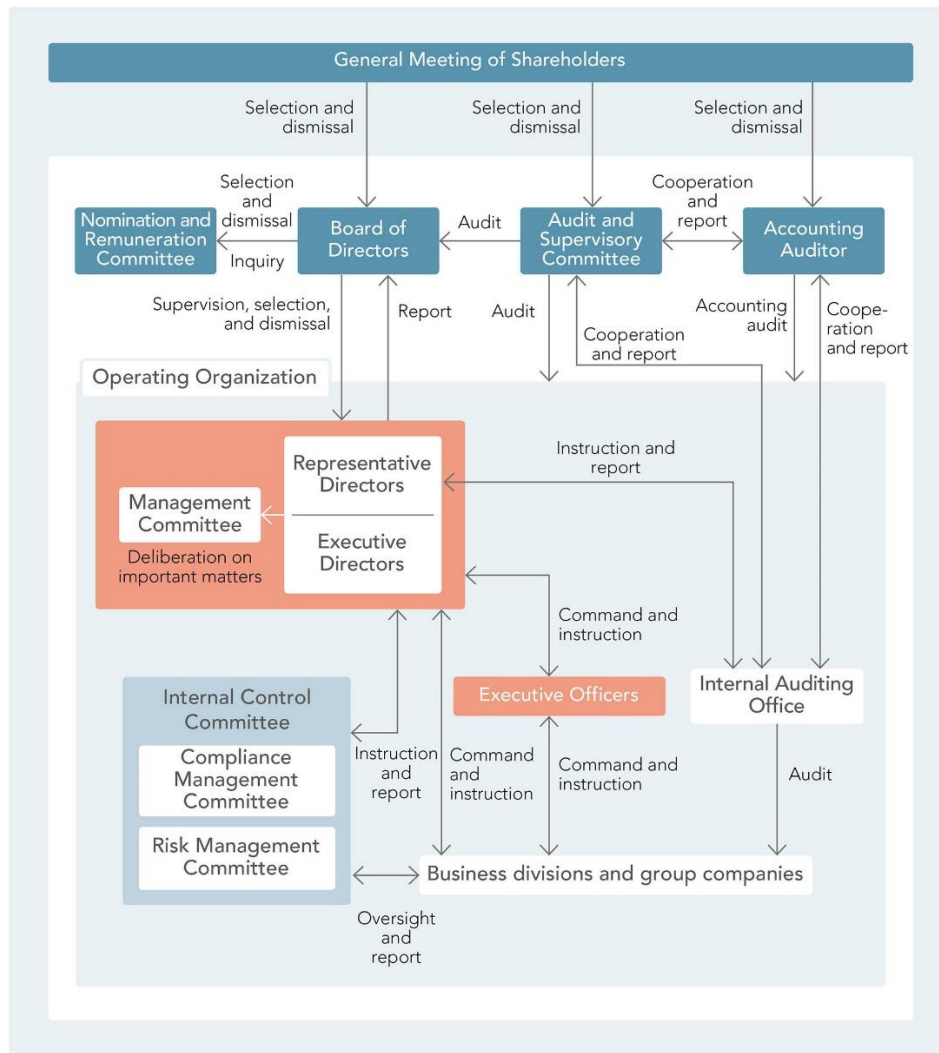 General Meeting of Shareholders
Selection and
dismissal
Selection and
dismissal
Selection and
dismissal
Selection
and
dismissal
Cooperation
and
report
Nomination and
Remuneration
Committee
Inquiry
Board of
Directors
Audit
Audit and
Supervisory
Committee
Accounting
Auditor
Supervision, selection,
and dismissal
Report
Audit
Cooperation
and report
Accounting
audit
Coope-
ration
and report
Operating Organization
Representative
Directors
Executive
Directors
Management
Committee
Deliberation on
important matters
Instruction and
report
Command and
instruction
Internal Control
Committee
Compliance
Management
Committee
Risk Management
Committee
Executive Officers
Internal Auditing
Office
Instruction
and
report
Command
and
instruction
Command and
instruction
Audit
Business divisions and group companies
Oversight
and
report